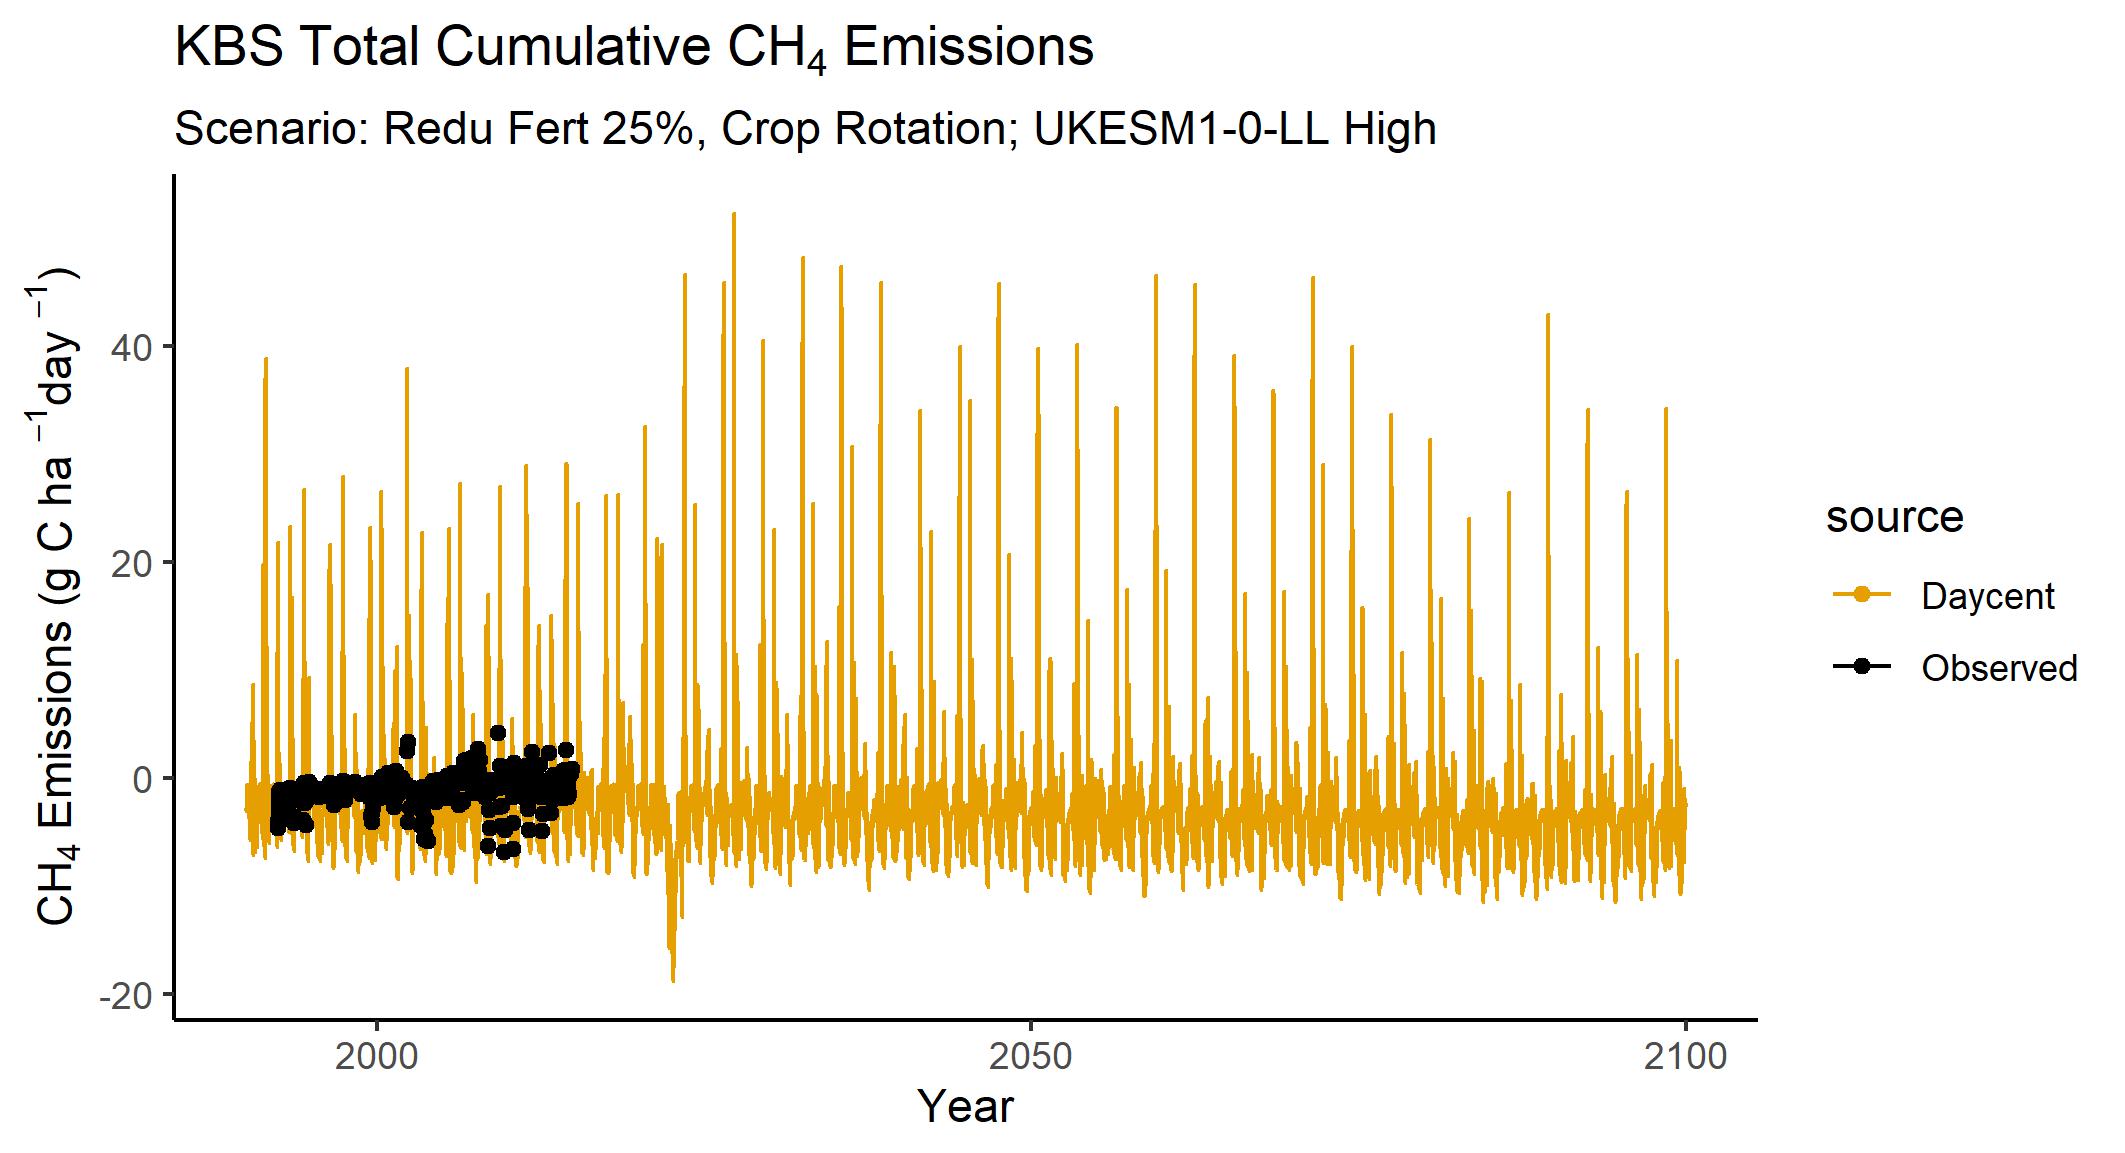 KBS Total Cumulative CH₄ Emissions
Scenario: Redu Fert 25%, Crop Rotation; UKESM1-0-LL High
CH₄ Emissions (g C ha ⁻¹day ⁻¹)
40
20
0
-20
2000
2050
2100
Year
source
Daycent
Observed